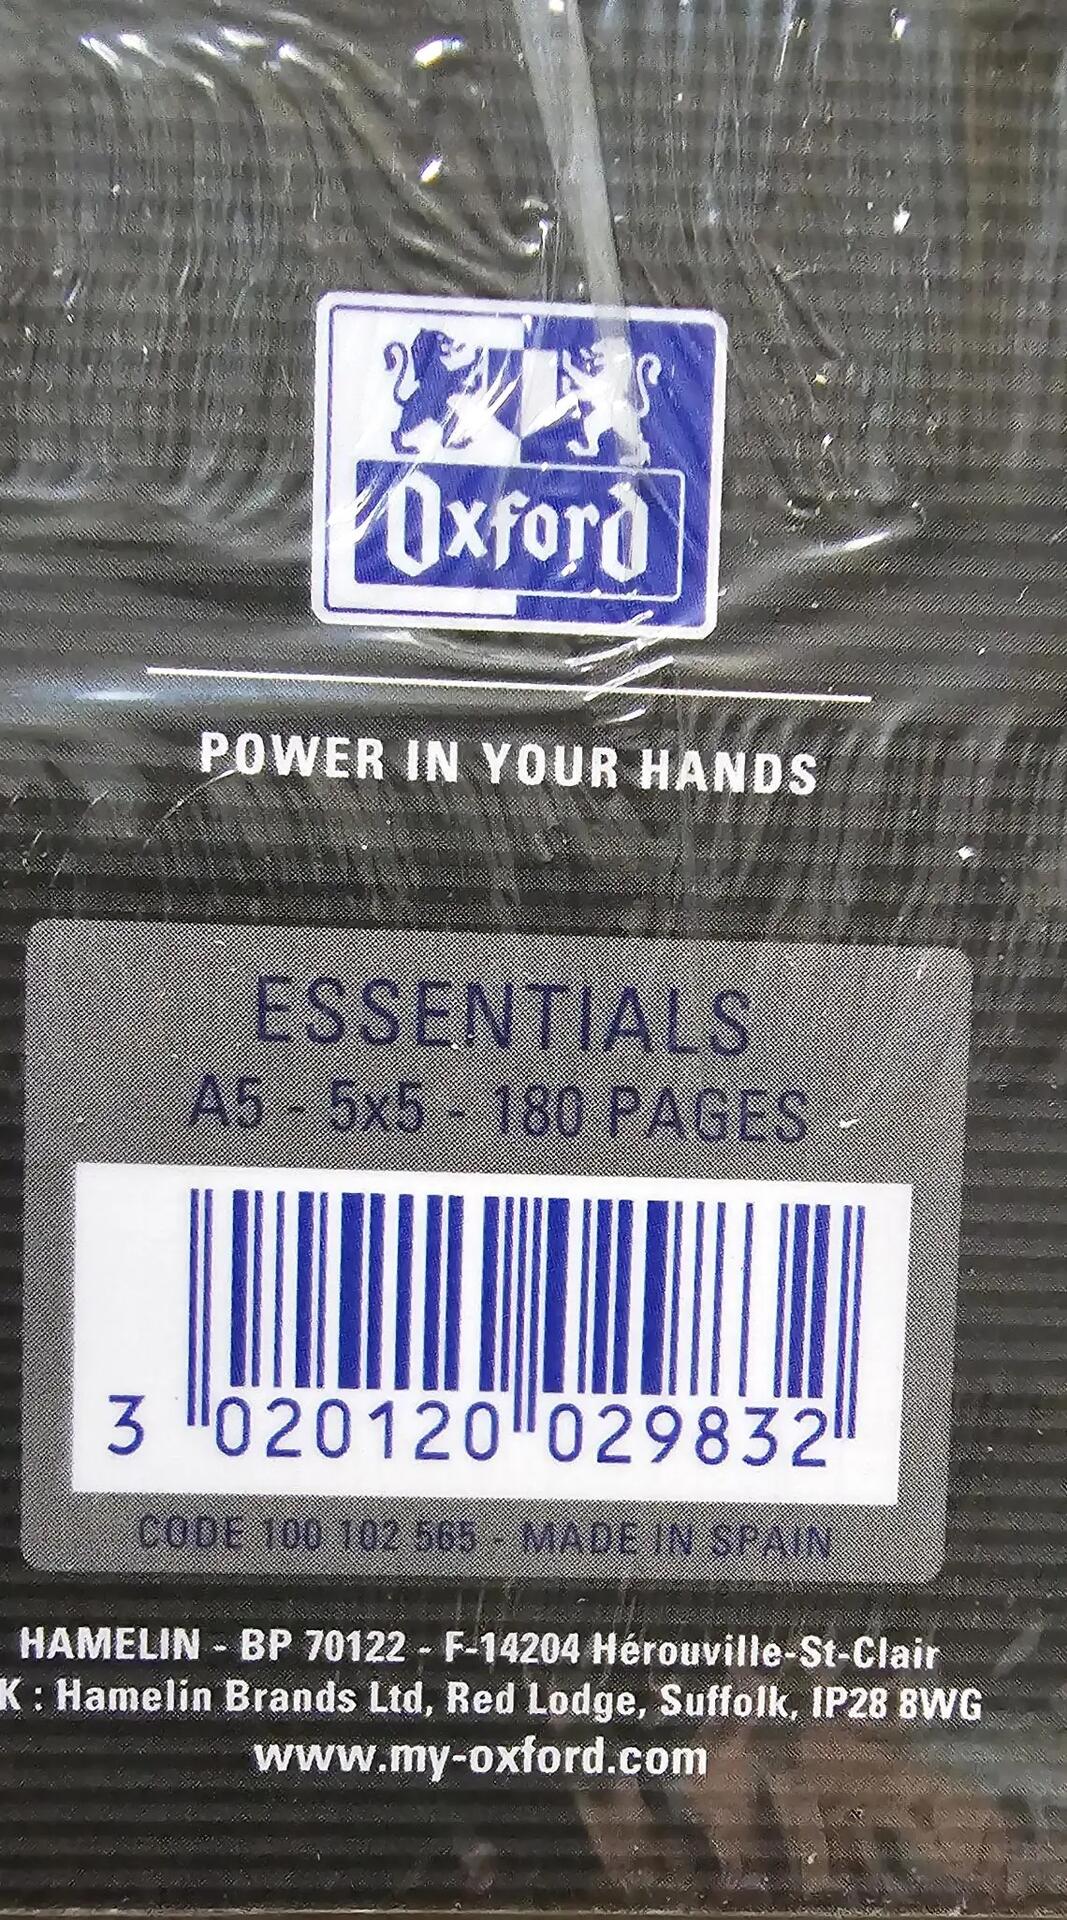 Oxford
POWER IN YOUR HANDS
ESSENTIALS
A5 - 5x5 - 180 PAGES
3 020120 029832
CODE 100 102 565 - MADE IN SPAIN
HAMELIN - BP 70122 - F-14204 Hérouville-St-Clair
K : Hamelin Brands Ltd, Red Lodge, Suffolk, IP28 8WG
www.my-oxford.com